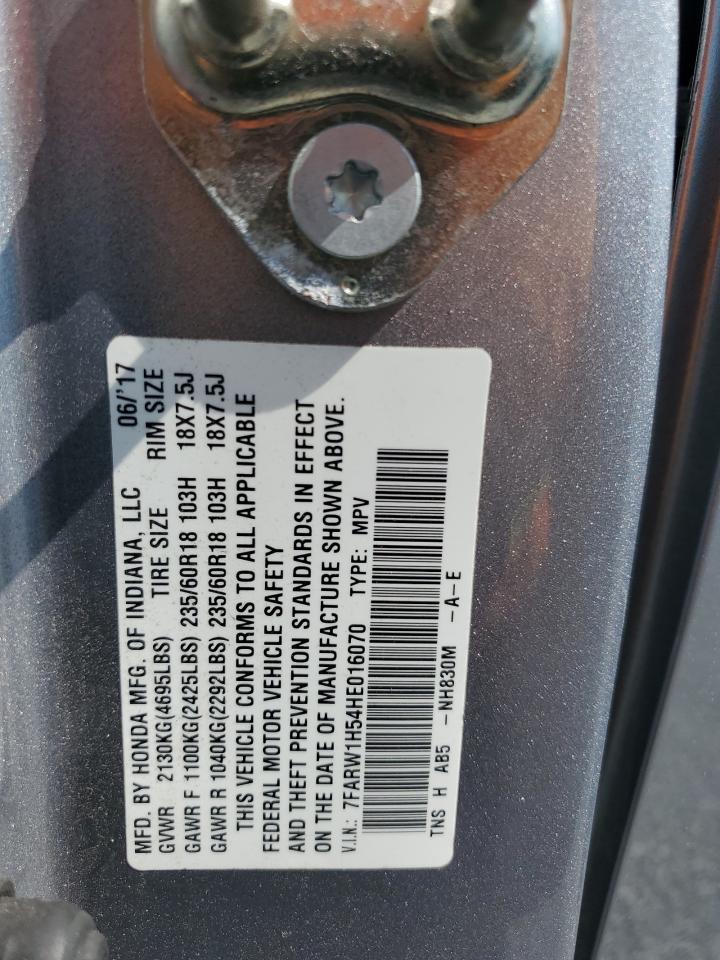 MFD. BY HONDA MFG. OF INDIANA, LLC 06/'17
GVWR 2130KG(4695LBS) TIRE SIZE RIM SIZE
GAWR F 1100KG(2425LBS) 235/60R18 103H 18X7.5J
GAWR R 1040KG(2292LBS) 235/60R18 103H 18X7.5J
THIS VEHICLE CONFORMS TO ALL APPLICABLE
FEDERAL MOTOR VEHICLE SAFETY
AND THEFT PREVENTION STANDARDS IN EFFECT
ON THE DATE OF MANUFACTURE SHOWN ABOVE.
V.I.N.: 7FARW1H54HE016070 TYPE: MPV
TNS H AB5 -NH830M -A-E